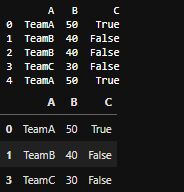 A B C
0 TeamA 50 True
1 TeamB 40 False
2 TeamB 40 False
3 TeamC 30 False
4 TeamA 50 True
A B C
0 TeamA 50 True
1 TeamB 40 False
3 TeamC 30 False